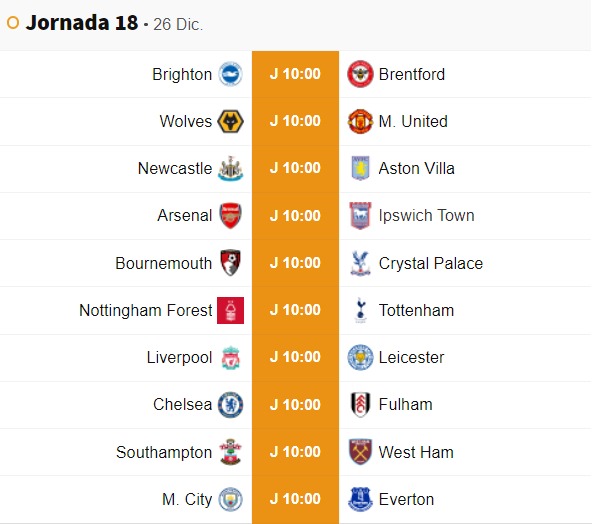 Jornada 18 · 26 Dic.
Brighton J 10:00 Brentford
Wolves J 10:00 M. United
Newcastle J 10:00 Aston Villa
Arsenal J 10:00 Ipswich Town
Bournemouth J 10:00 Crystal Palace
Nottingham Forest J 10:00 Tottenham
Liverpool J 10:00 Leicester
Chelsea J 10:00 Fulham
Southampton J 10:00 West Ham
M. City J 10:00 Everton